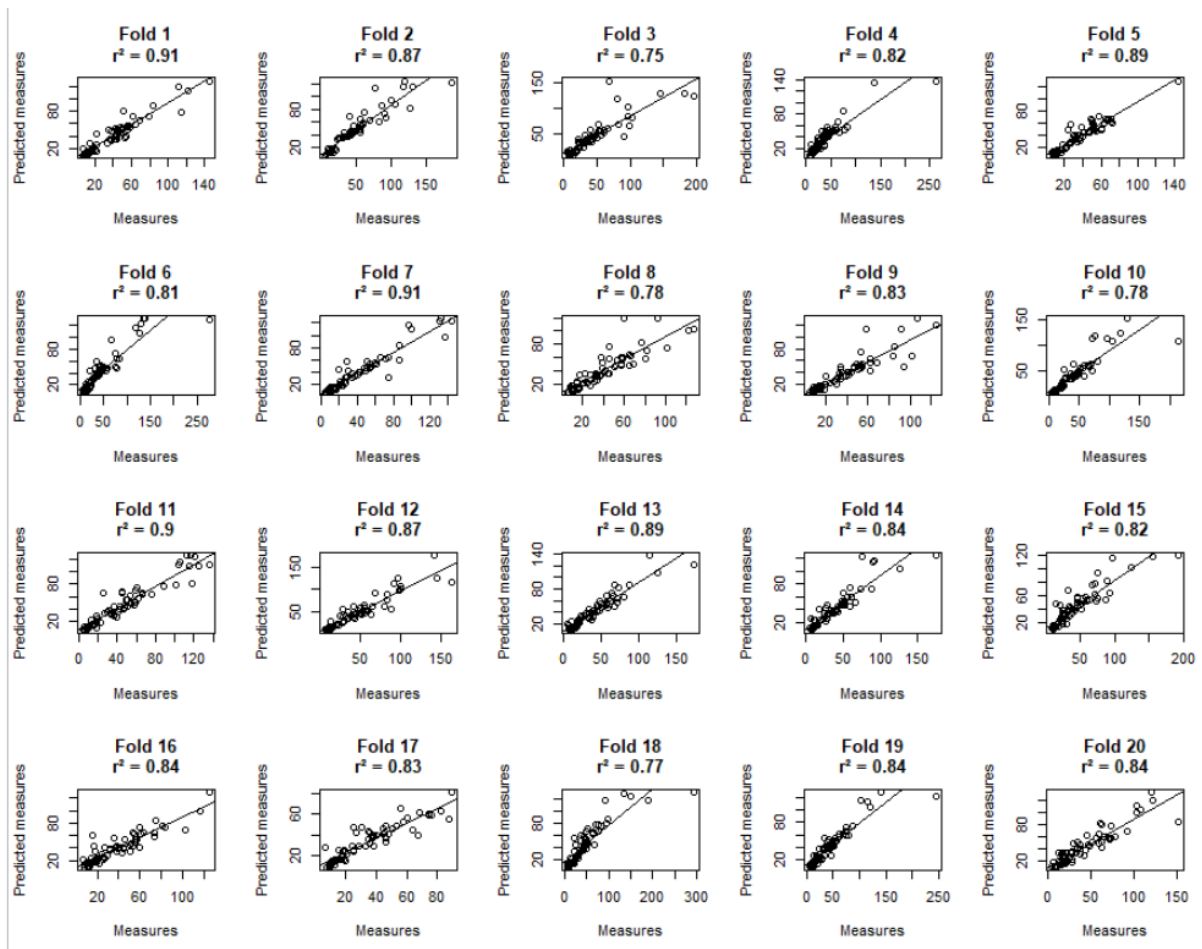 Fold 1
r² = 0.91
Predicted measures
20 80
20 60 100 140
Measures
Fold 2
r² = 0.87
Predicted measures
20 80
0 50 100 150
Measures
Fold 3
r² = 0.75
Predicted measures
50 150
0 50 100 150 200
Measures
Fold 4
r² = 0.82
Predicted measures
20 80 140
0 50 150 250
Measures
Fold 5
r² = 0.89
Predicted measures
20 80
20 60 100 140
Measures
Fold 6
r² = 0.81
Predicted measures
20 80
0 50 150 250
Measures
Fold 7
r² = 0.91
Predicted measures
20 80
0 20 60 100 140
Measures
Fold 8
r² = 0.78
Predicted measures
20 80
20 60 100
Measures
Fold 9
r² = 0.83
Predicted measures
20 80
20 60 100
Measures
Fold 10
r² = 0.78
Predicted measures
50 150
0 50 150
Measures
Fold 11
r² = 0.9
Predicted measures
20 80
0 40 80 120
Measures
Fold 12
r² = 0.87
Predicted measures
50 150
0 50 100 150
Measures
Fold 13
r² = 0.89
Predicted measures
20 80 140
0 50 100 150
Measures
Fold 14
r² = 0.84
Predicted measures
20 80
0 50 100 150
Measures
Fold 15
r² = 0.82
Predicted measures
20 60 120
50 100 150 200
Measures
Fold 16
r² = 0.84
Predicted measures
20 80
20 60 100
Measures
Fold 17
r² = 0.83
Predicted measures
20 60
20 40 60 80
Measures
Fold 18
r² = 0.77
Predicted measures
20 80
0 100 200 300
Measures
Fold 19
r² = 0.84
Predicted measures
20 80
0 50 150 250
Measures
Fold 20
r² = 0.84
Predicted measures
20 80
0 50 100 150
Measures